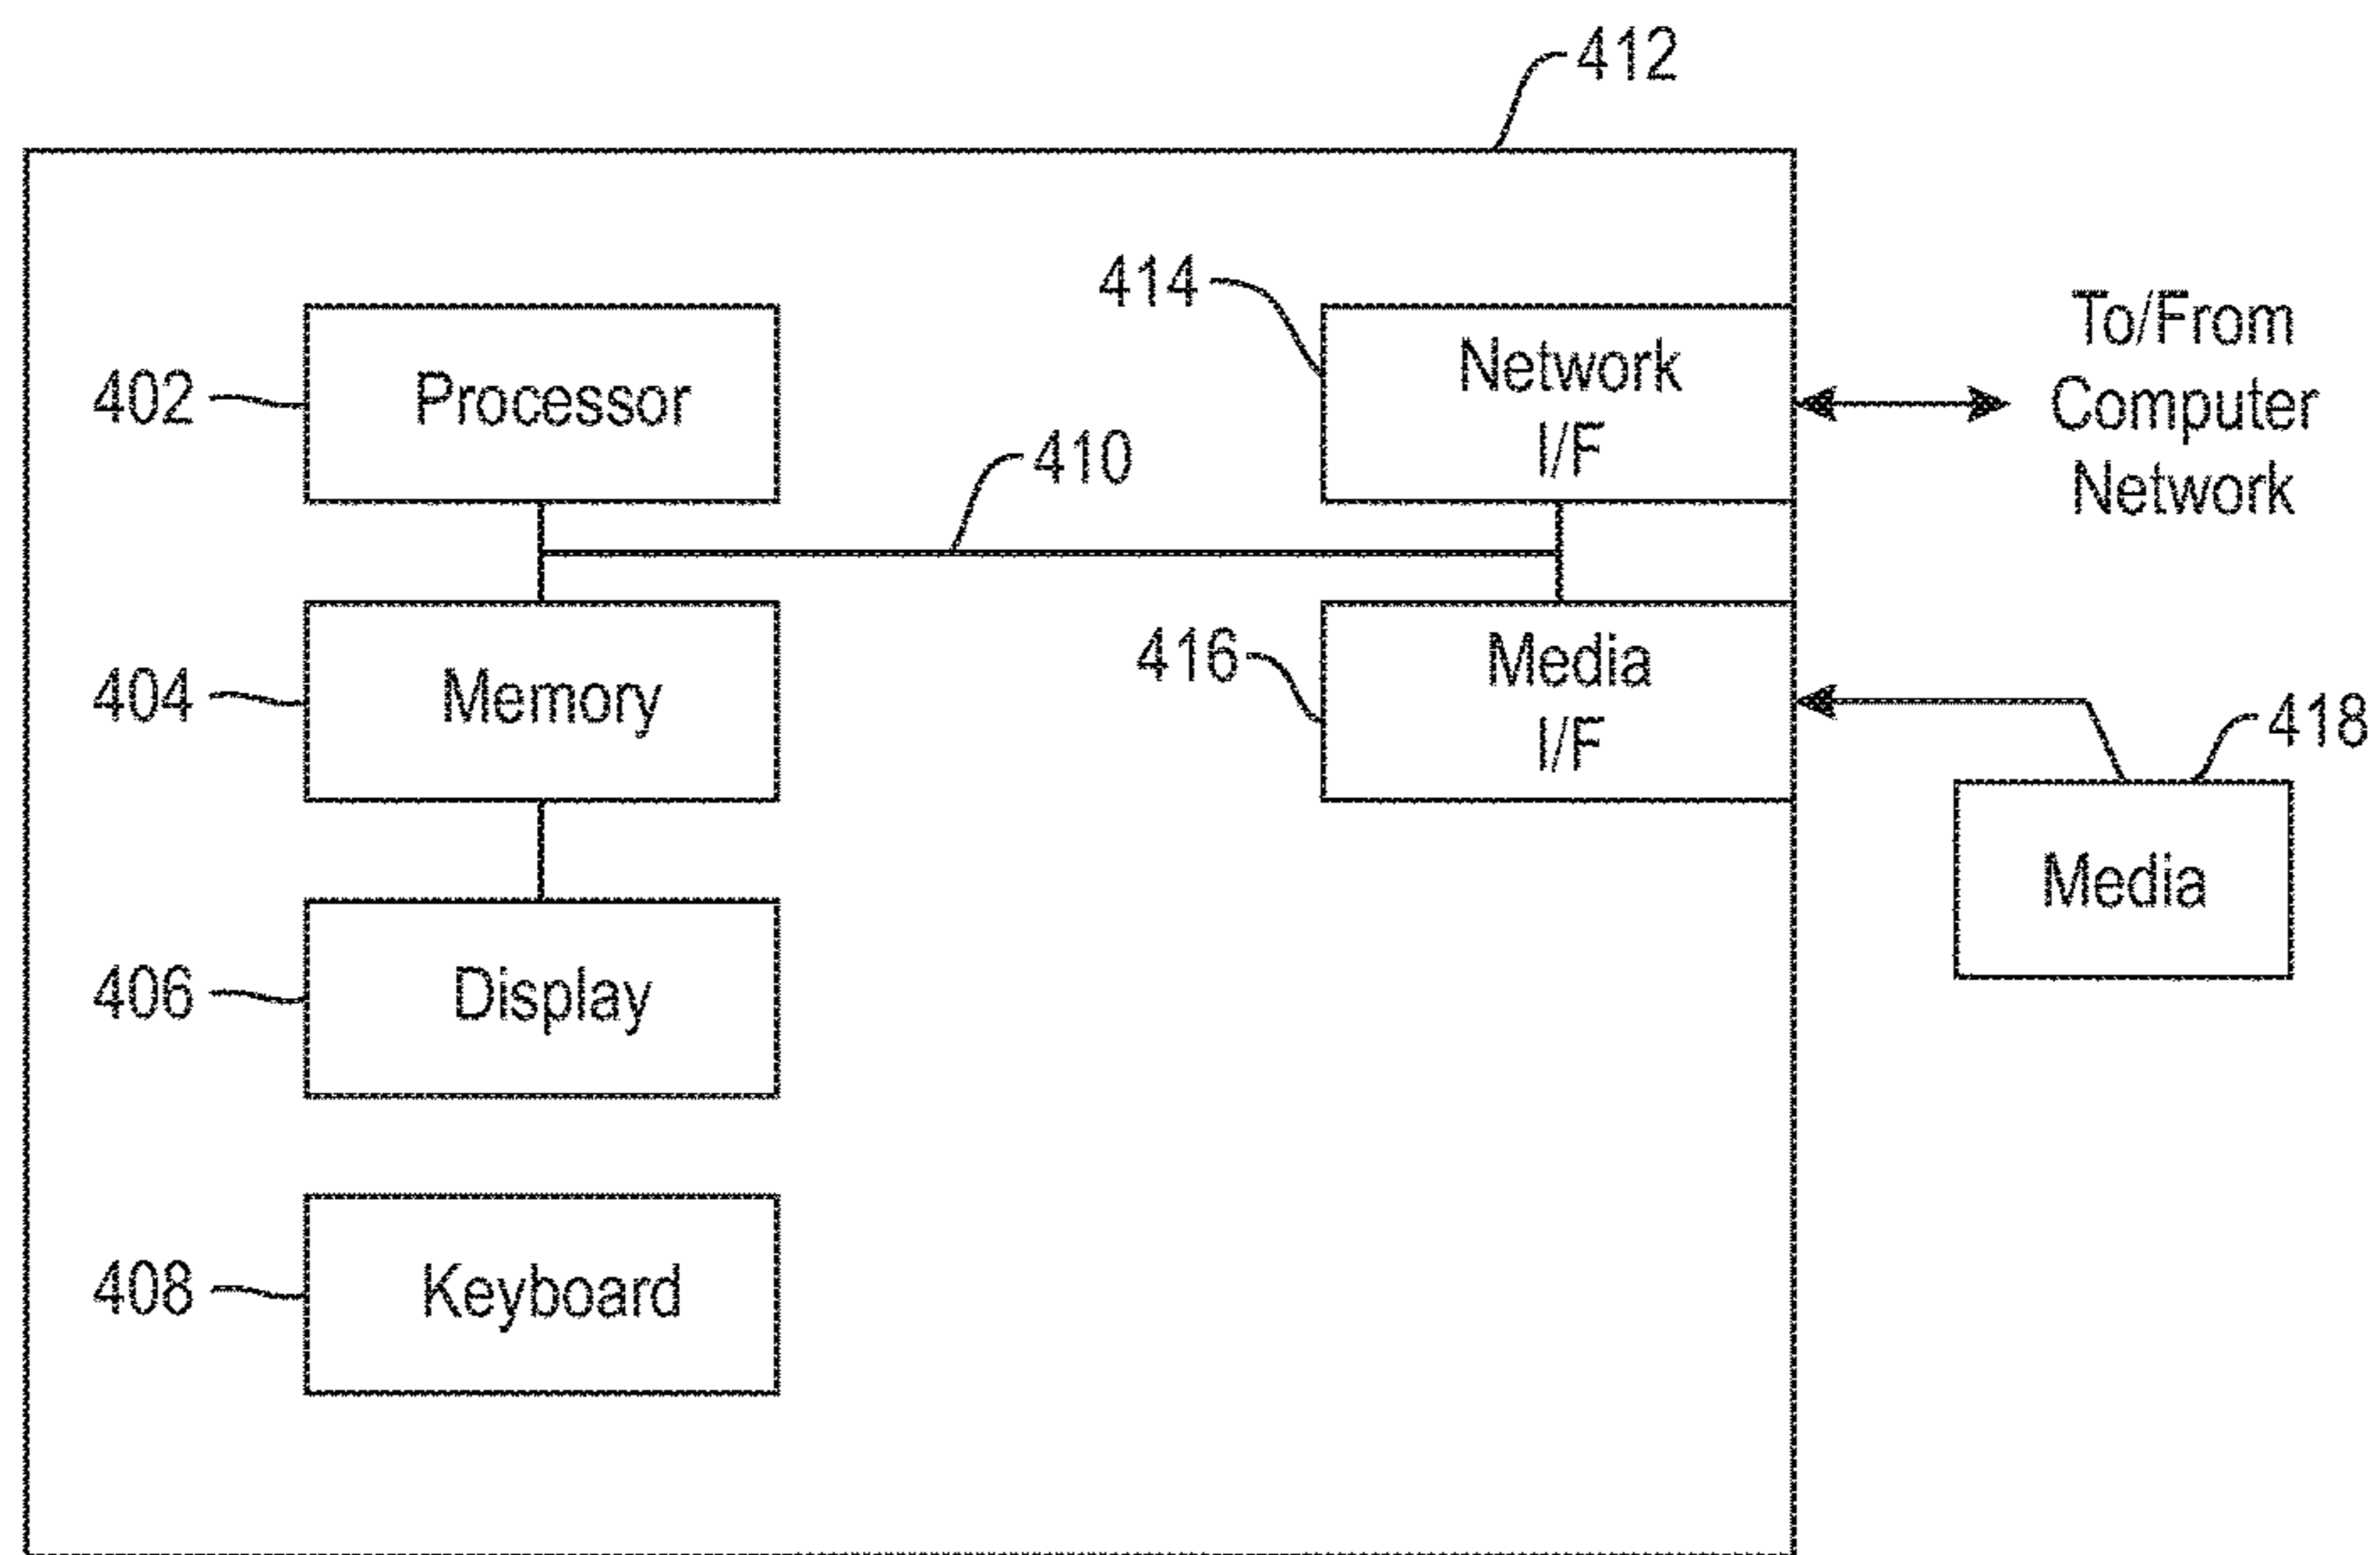 412
414
Network
I/F
To/From
Computer
Network
402
Processor
410
404
Memory
416
Media
I/F
418
Media
406
Display
408
Keyboard